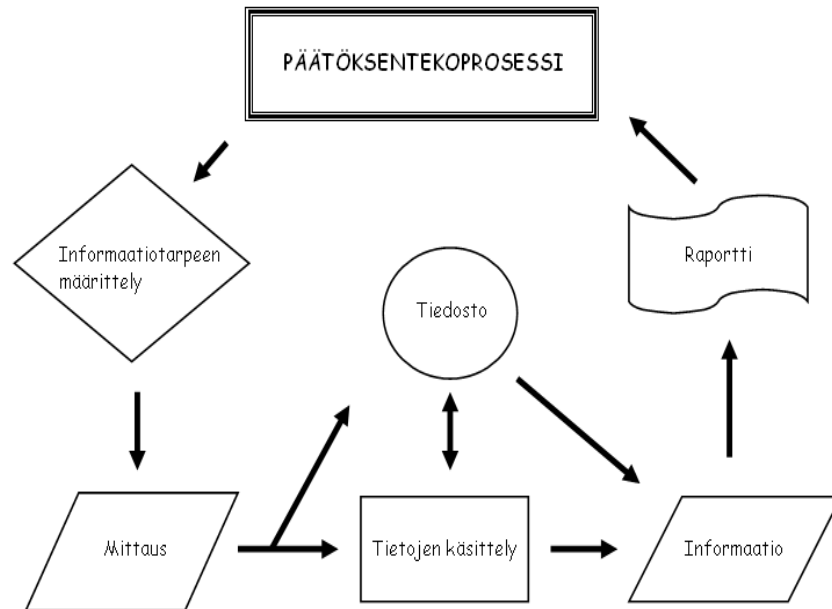 PÄÄTÖKSENTEKOPROSESSI
Informaatiotarpeen
määrittely
Raportti
Tiedosto
Mittaus
Tietojen käsittely
Informaatio